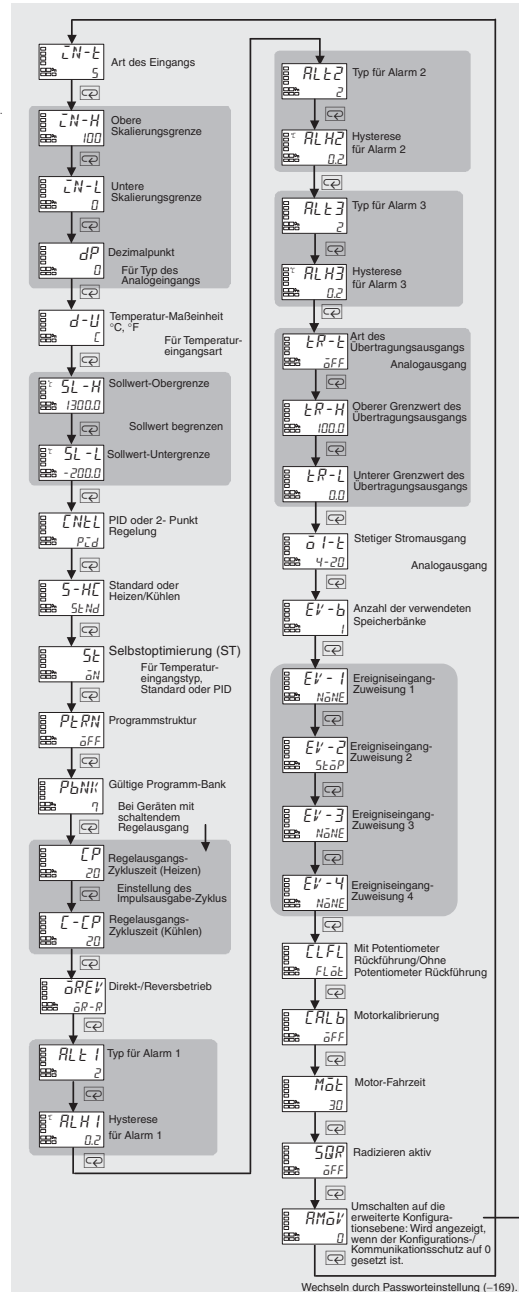 iN-t
5
Art des Eingangs
iN-H
100
Obere
Skalierungsgrenze
iN-L
0
Untere
Skalierungsgrenze
dP
0
Dezimalpunkt
Für Typ des
Analogeingangs
d-U
C
Temperatur-Maßeinheit
°C, °F
Für Temperatur-
eingangsart
SL-H
1300.0
Sollwert-Obergrenze
Sollwert begrenzen
SL-L
-200.0
Sollwert-Untergrenze
CNtL
Pid
PID oder 2- Punkt
Regelung
S-HC
StNd
Standard oder
Heizen/Kühlen
St
oN
Selbstoptimierung (ST)
Für Temperatur-
eingangstyp,
Standard oder PID
PtRN
oFF
Programmstruktur
PbNK
7
Gültige Programm-Bank
Bei Geräten mit
schaltendem
Regelausgang
CP
20
Regelausgangs-
Zykluszeit (Heizen)
Einstellung des
Impulsausgabe-Zyklus
C-CP
20
Regelausgangs-
Zykluszeit (Kühlen)
oREV
oR-R
Direkt-/Reversbetrieb
ALt1
2
Typ für Alarm 1
ALH1
0.2
Hysterese
für Alarm 1
ALt2
2
Typ für Alarm 2
ALH2
0.2
Hysterese
für Alarm 2
ALt3
2
Typ für Alarm 3
ALH3
0.2
Hysterese
für Alarm 3
tR-t
oFF
Art des
Übertragungsausgangs
Analogausgang
tR-H
100.0
Oberer Grenzwert des
Übertragungsausgangs
tR-L
0.0
Unterer Grenzwert des
Übertragungsausgangs
o1-t
4-20
Stetiger Stromausgang
Analogausgang
EV-b
1
Anzahl der verwendeten
Speicherbänke
EV-1
NoNE
Ereigniseingang-
Zuweisung 1
EV-2
StoP
Ereigniseingang-
Zuweisung 2
EV-3
NoNE
Ereigniseingang-
Zuweisung 3
EV-4
NoNE
Ereigniseingang-
Zuweisung 4
CLFL
FLot
Mit Potentiometer
Rückführung/Ohne
Potentiometer Rückführung
CALb
oFF
Motorkalibrierung
Mot
30
Motor-Fahrzeit
SQR
oFF
Radizieren aktiv
AMoV
0
Umschalten auf die
erweiterte Konfigura-
tionsebene: Wird angezeigt,
wenn der Konfigurations-/
Kommunikationsschutz auf 0
gesetzt ist.
Wechseln durch Passworteinstellung (–169).